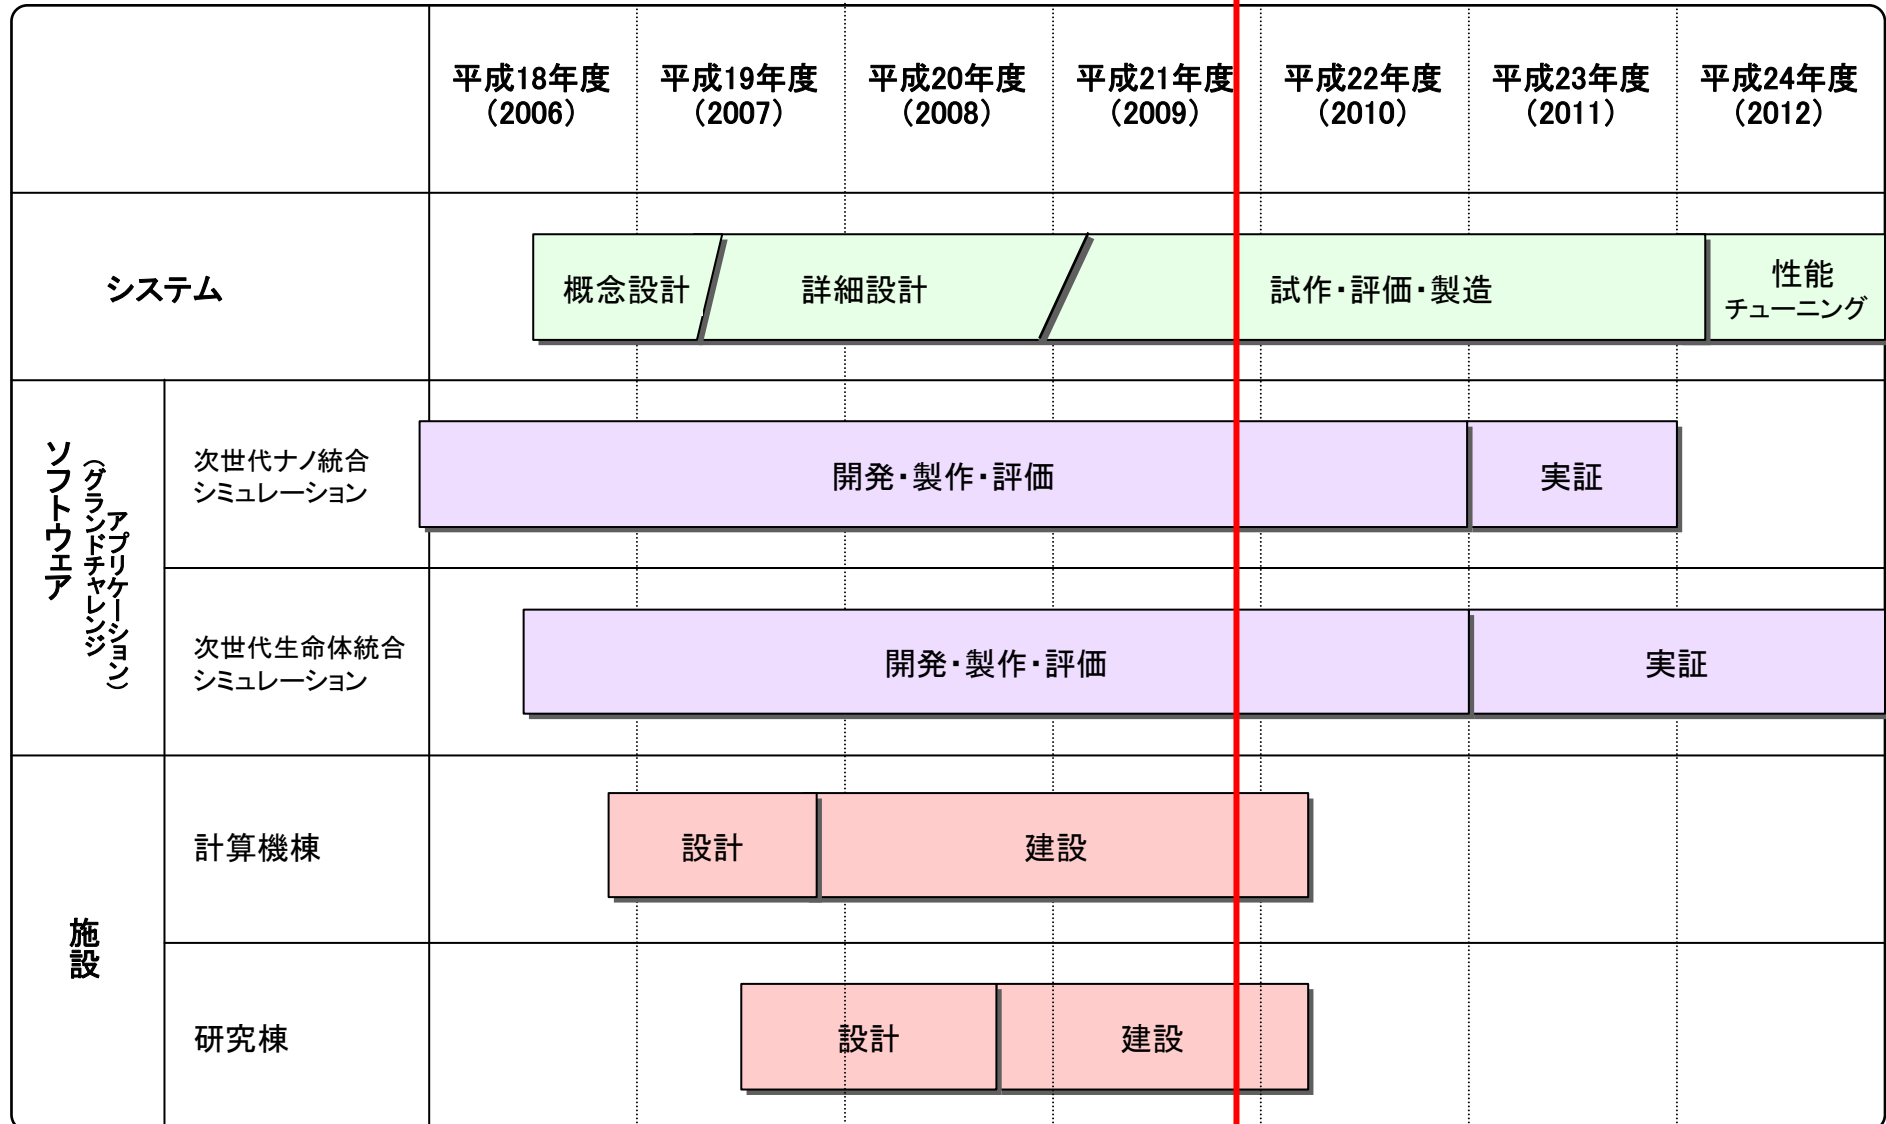 平成18年度
(2006)
平成19年度
(2007)
平成20年度
(2008)
平成21年度
(2009)
平成22年度
(2010)
平成23年度
(2011)
平成24年度
(2012)
システム
概念設計
詳細設計
試作・評価・製造
性能
チューニング
ソフトウェア
(グランドチャレンジ
アプリケーション)
次世代ナノ統合
シミュレーション
開発・製作・評価
実証
次世代生命体統合
シミュレーション
開発・製作・評価
実証
施設
計算機棟
設計
建設
研究棟
設計
建設